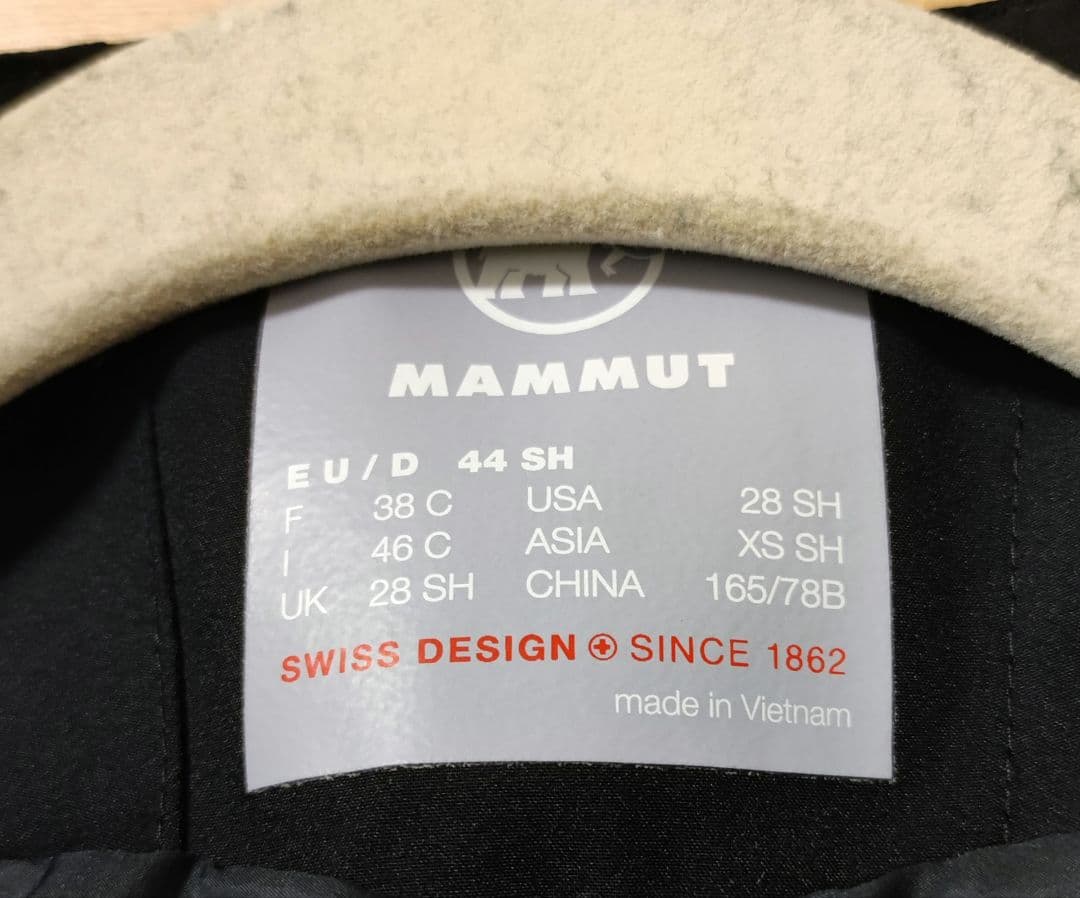 MAMMUT
EU/D 44 SH
F 38 C USA 28 SH
I 46 C ASIA XS SH
UK 28 SH CHINA 165/78B
SWISS DESIGN SINCE 1862
made in Vietnam